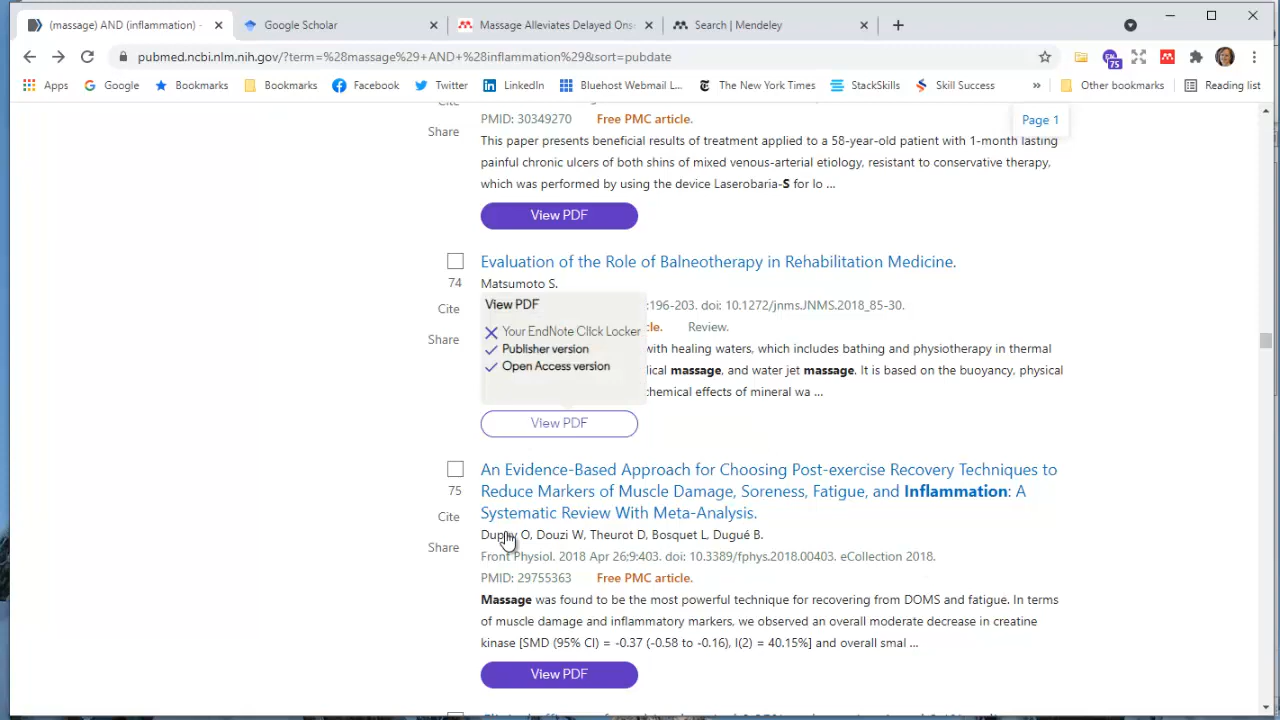 (massage) AND (inflammation) -
Google Scholar
Massage Alleviates Delayed Ons
Search | Mendeley
pubmed.ncbi.nlm.nih.gov/?term=%28massage%29+AND+%28inflammation%29&sort=pubdate
75
Apps
Google
Bookmarks
Bookmarks
Facebook
Twitter
LinkedIn
Bluehost Webmail L...
The New York Times
StackSkills
Skill Success
»
Other bookmarks
Reading list
Cite
Share
PMID: 30349270 Free PMC article.
Page 1
This paper presents beneficial results of treatment applied to a 58-year-old patient with 1-month lasting
painful chronic ulcers of both shins of mixed venous-arterial etiology, resistant to conservative therapy,
which was performed by using the device Laserobaria-S for lo ...
View PDF
Evaluation of the Role of Balneotherapy in Rehabilitation Medicine.
74
Matsumoto S.
Cite
Share
View PDF
Your EndNote Click Locker
Publisher version
Open Access version
:196-203. doi: 10.1272/jnms.JNMS.2018_85-30.
le. Review.
with healing waters, which includes bathing and physiotherapy in thermal
lical massage, and water jet massage. It is based on the buoyancy, physical
chemical effects of mineral wa ...
View PDF
An Evidence-Based Approach for Choosing Post-exercise Recovery Techniques to
75
Reduce Markers of Muscle Damage, Soreness, Fatigue, and Inflammation: A
Systematic Review With Meta-Analysis.
Cite
Share
Dupuy O, Douzi W, Theurot D, Bosquet L, Dugué B.
Front Physiol. 2018 Apr 26;9:403. doi: 10.3389/fphys.2018.00403. eCollection 2018.
PMID: 29755363 Free PMC article.
Massage was found to be the most powerful technique for recovering from DOMS and fatigue. In terms
of muscle damage and inflammatory markers, we observed an overall moderate decrease in creatine
kinase [SMD (95% CI) = -0.37 (-0.58 to -0.16), I(2) = 40.15%] and overall smal ...
View PDF